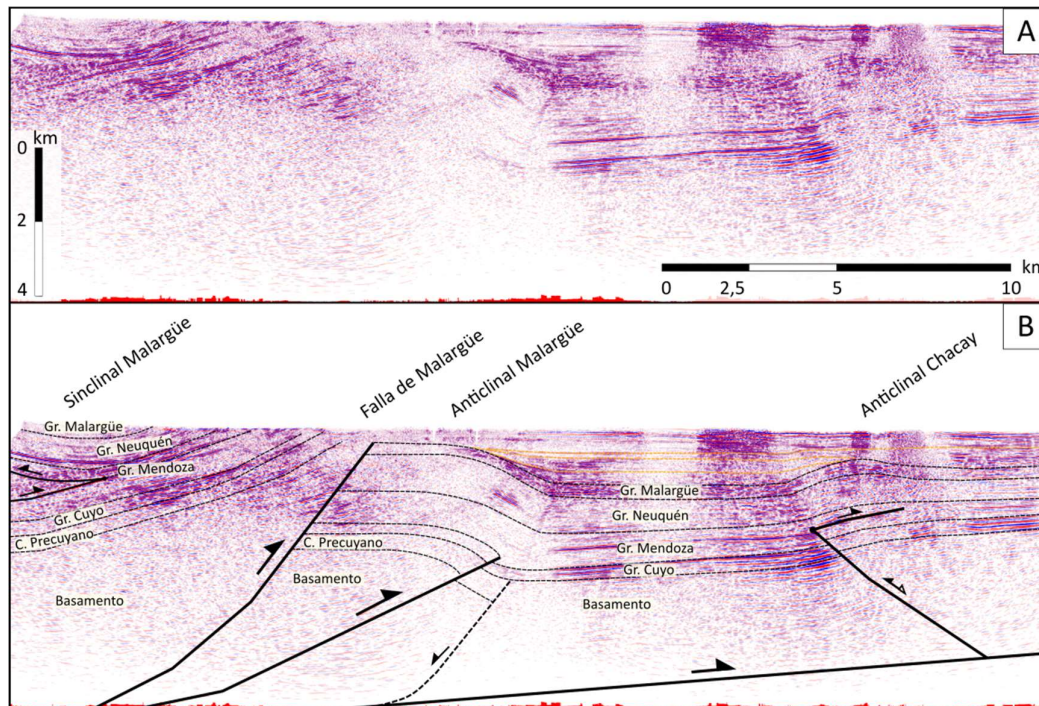 A
km
0
2
4
km
0
2,5
5
10
B
Sinclinal Malargüe
Falla de Malargüe
Anticlinal Malargüe
Anticlinal Chacay
Gr. Malargüe
Gr. Neuquén
Gr. Mendoza
Gr. Cuyo
C. Precuyano
Basamento
C. Precuyano
Basamento
Gr. Malargüe
Gr. Neuquén
Gr. Mendoza
Gr. Cuyo
Basamento